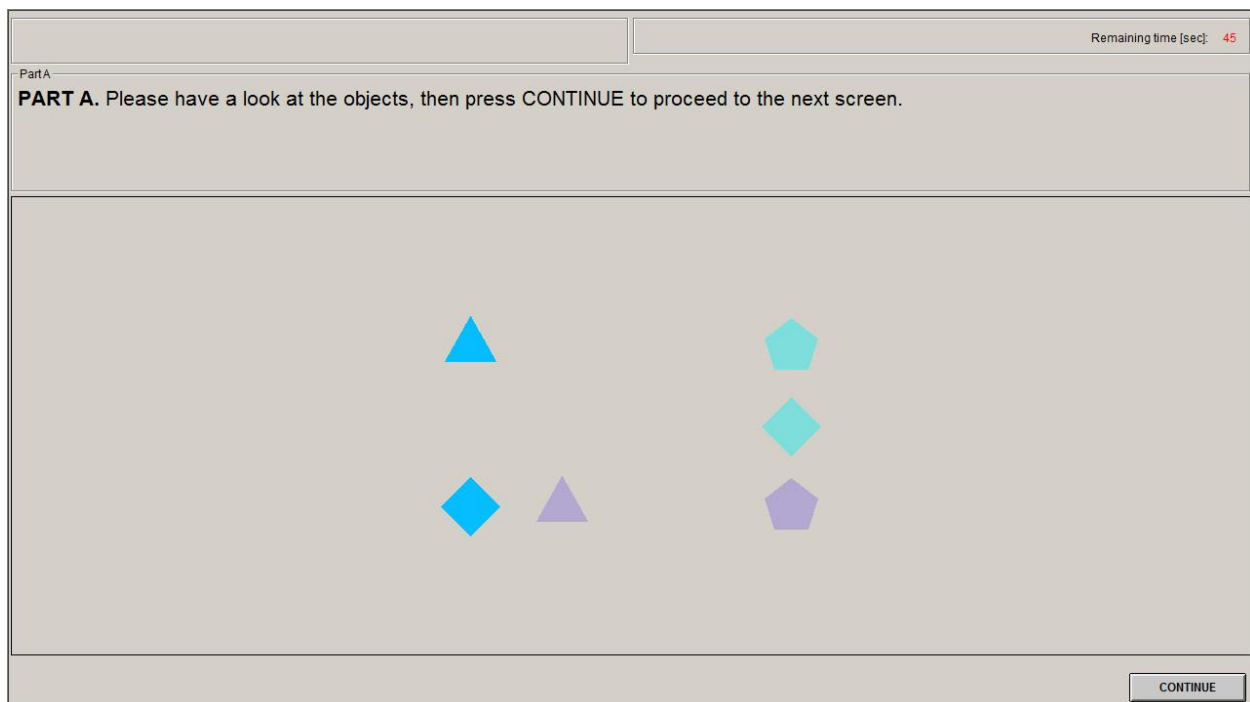 Remaining time [sec]: 45
Part A
PART A. Please have a look at the objects, then press CONTINUE to proceed to the next screen.
CONTINUE